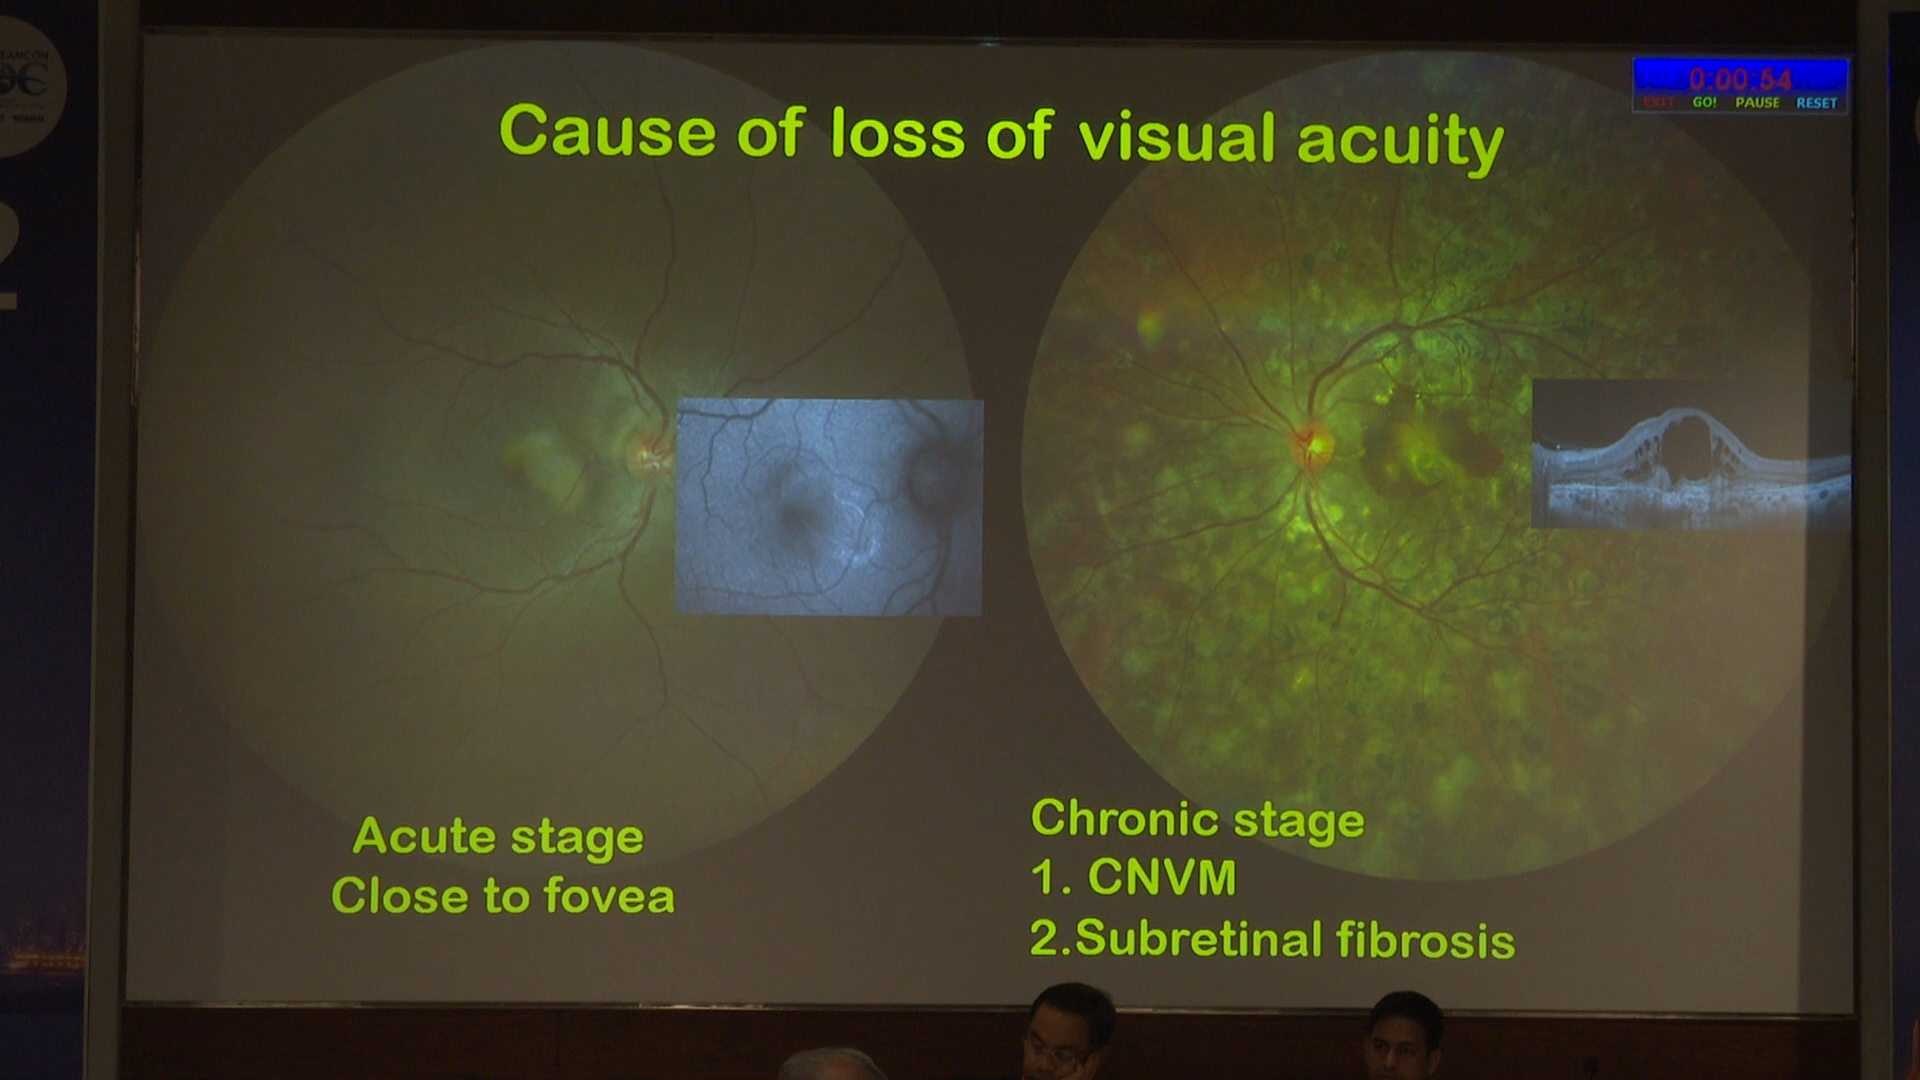 Cause of loss of visual acuity
0:00:54
EXIT GO! PAUSE RESET
Acute stage
Close to fovea
Chronic stage
1. CNVM
2.Subretinal fibrosis
2